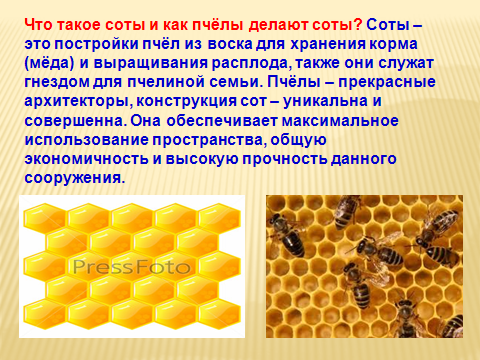 Что такое соты и как пчёлы делают соты? Соты –
это постройки пчёл из воска для хранения корма
(мёда) и выращивания расплода, также они служат
гнездом для пчелиной семьи. Пчёлы – прекрасные
архитекторы, конструкция сот – уникальна и
совершенна. Она обеспечивает максимальное
использование пространства, общую
экономичность и высокую прочность данного
сооружения.
PressFoto